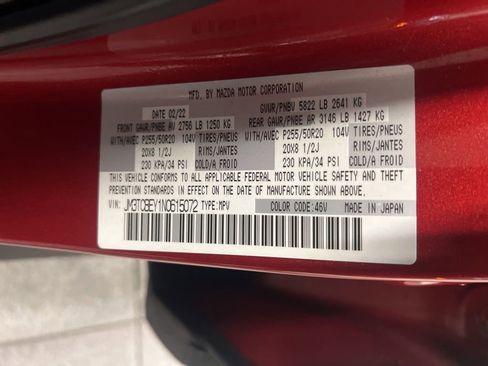 MFD. BY MAZDA MOTOR CORPORATION
DATE 02/22 GVWR/PNBV 5822 LB 2641 KG
FRONT GAWR/PNBE AV 2756 LB 1250 KG REAR GAWR/PNBE AR 3146 LB 1427 KG
WITH/AVEC P255/50R20 104V TIRES/PNEUS WITH/AVEC P255/50R20 104V TIRES/PNEUS
20X8 1/2J RIMS/JANTES 20X8 1/2J RIMS/JANTES
230 KPA/34 PSI COLD/A FROID 230 KPA/34 PSI COLD/A FROID
THIS VEHICLE CONFORMS TO ALL APPLICABLE FEDERAL MOTOR VEHICLE SAFETY AND THEFT
PREVENTION STANDARDS IN EFFECT ON THE DATE OF MANUFACTURE SHOWN ABOVE.
VIN: JM3TCBEY1N0615072 TYPE:MPV COLOR CODE:46V MADE IN JAPAN